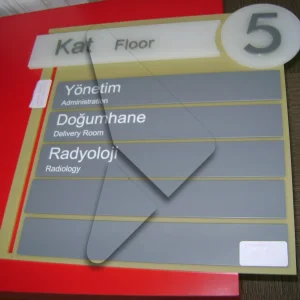 Kat Floor 5
Yönetim
Administration
Doğumhane
Delivery Room
Radyoloji
Radiology